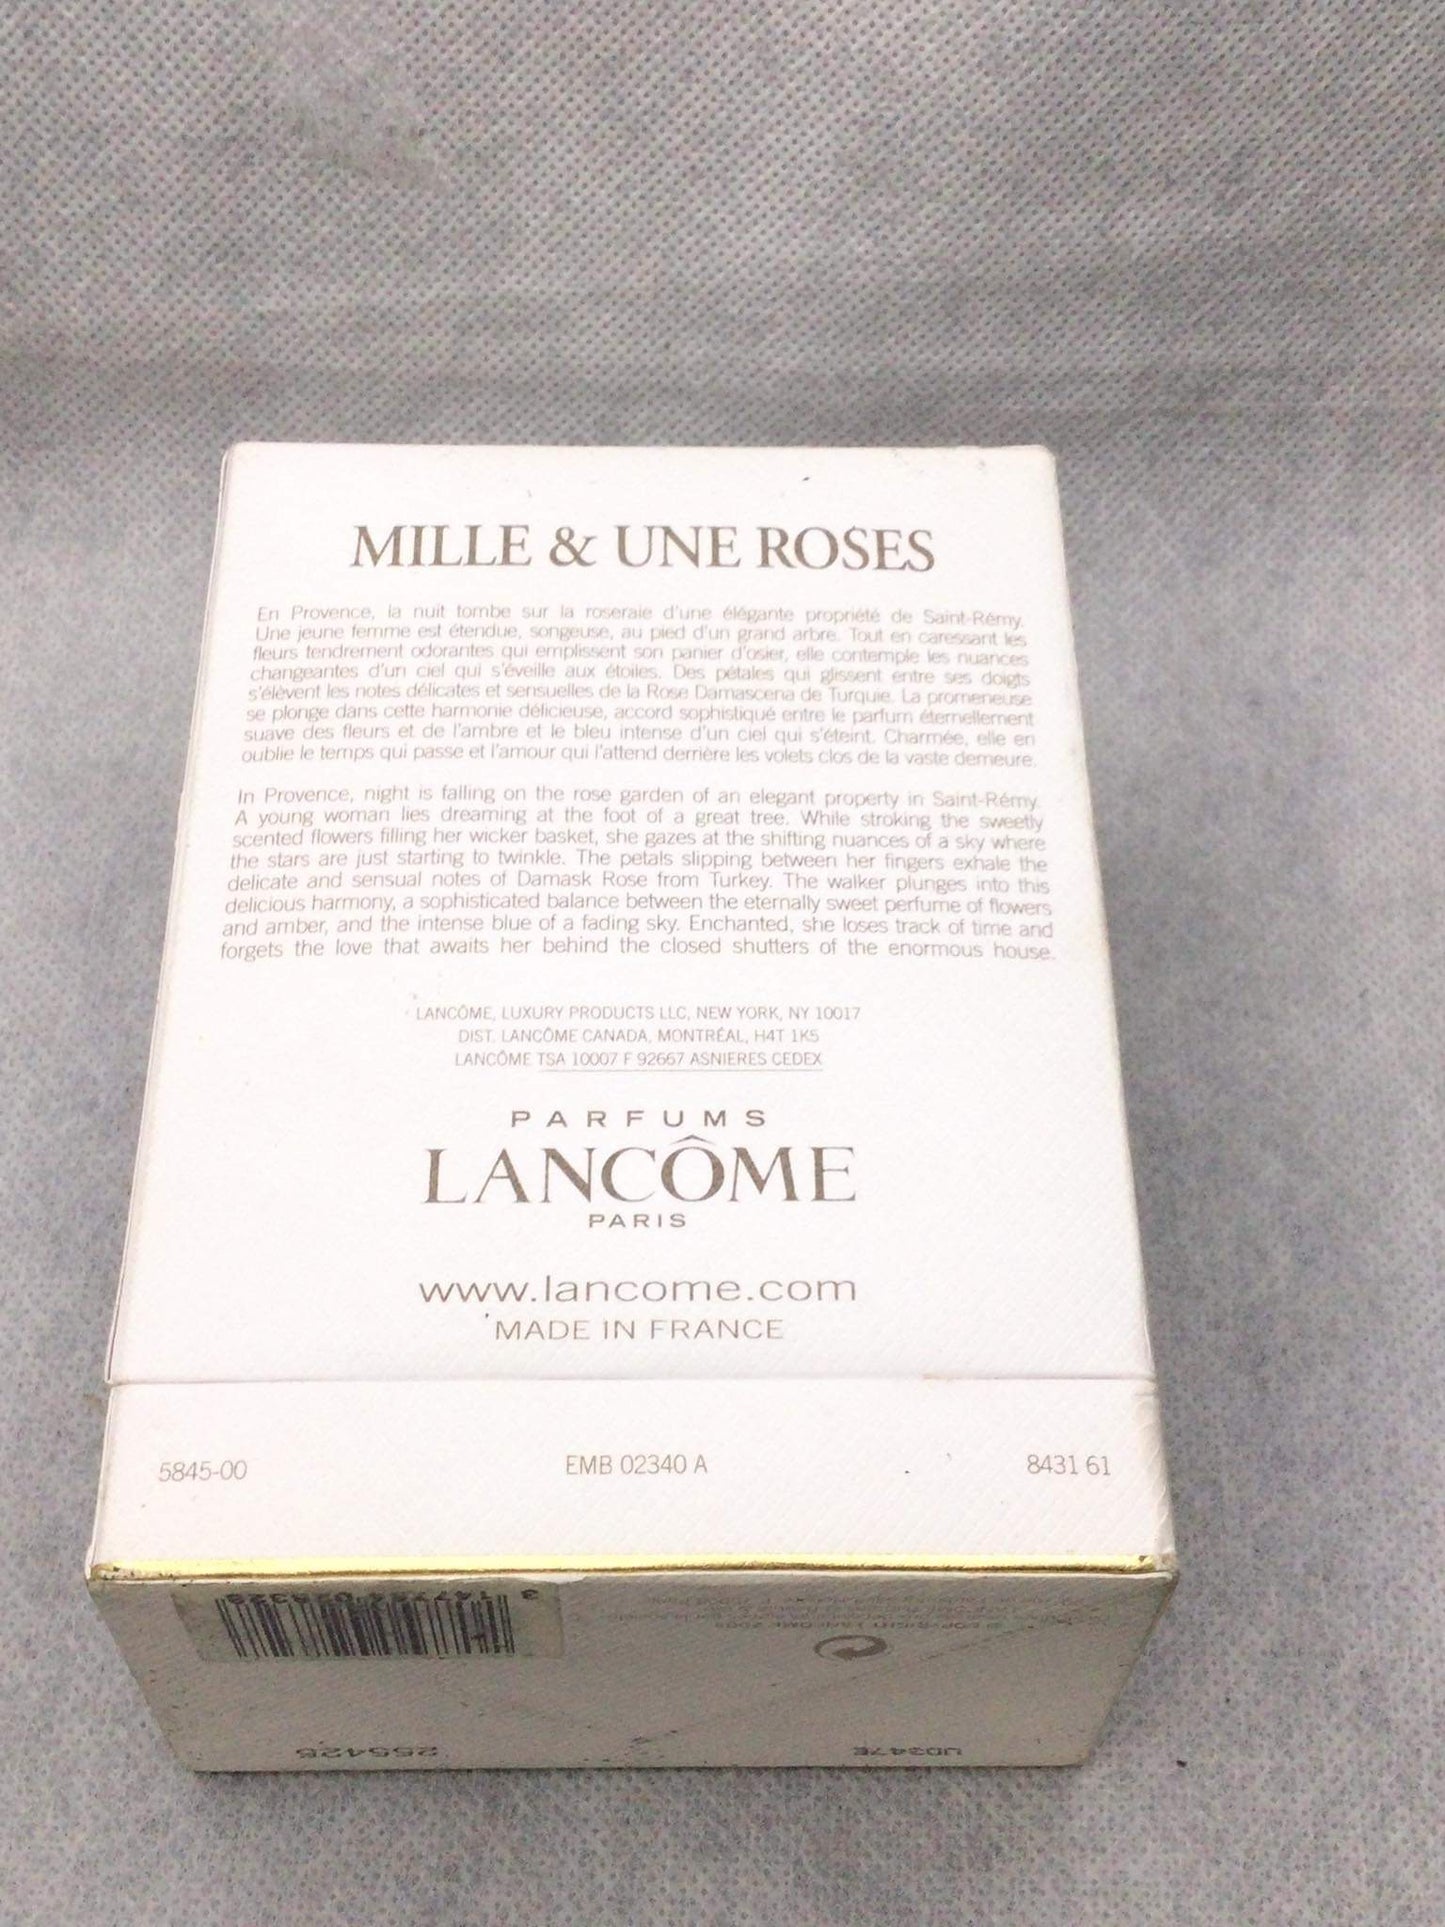 MILLE & UNE ROSES
En Provence, la nuit tombe sur la roseraie d'une élégante propriété de Saint-Rémy.
Une jeune femme est étendue, songeuse, au pied d'un grand arbre. Tout en caressant les
fleurs tendrement odorantes qui emplissent son panier d'osier, elle contemple les nuances
changeantes d'un ciel qui s'éveille aux étoiles. Des pétales qui glissent entre ses doigts
s'élèvent les notes délicates et sensuelles de la Rose Damascena de Turquie. La promeneuse
se plonge dans cette harmonie délicieuse, accord sophistiqué entre le parfum éternellement
suave des fleurs et de l'ambre et le bleu intense d'un ciel qui s'éteint. Charmée, elle en
oublie le temps qui passe et l'amour qui l'attend derrière les volets clos de la vaste demeure.
In Provence, night is falling on the rose garden of an elegant property in Saint-Rémy.
A young woman lies dreaming at the foot of a great tree. While stroking the sweetly
scented flowers filling her wicker basket, she gazes at the shifting nuances of a sky where
the stars are just starting to twinkle. The petals slipping between her fingers exhale the
delicate and sensual notes of Damask Rose from Turkey. The walker plunges into this
delicious harmony, a sophisticated balance between the eternally sweet perfume of flowers
and amber, and the intense blue of a fading sky. Enchanted, she loses track of time and
forgets the love that awaits her behind the closed shutters of the enormous house.
LANCÔME, LUXURY PRODUCTS LLC, NEW YORK, NY 10017
DIST. LANCÔME CANADA, MONTRÉAL, H4T 1K5
LANCÔME TSA 10007 F 92667 ASNIERES CEDEX
PARFUMS
LANCÔME
PARIS
www.lancome.com
MADE IN FRANCE
5845-00 EMB 02340 A 8431 61
255425 UD347E